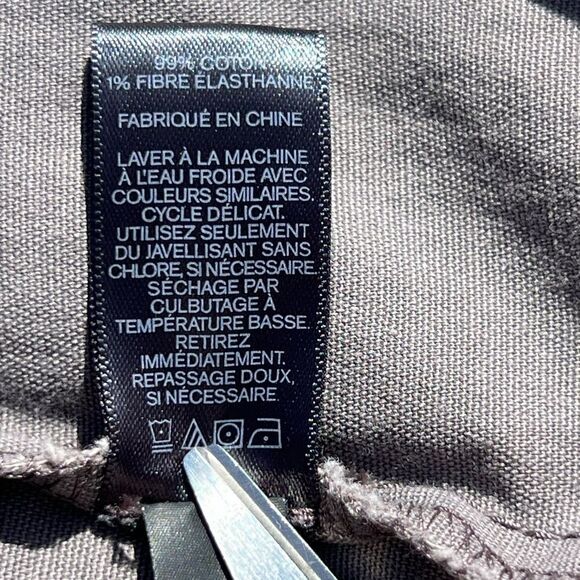 99% COTON
1% FIBRE ÉLASTHANNE
FABRIQUÉ EN CHINE
LAVER À LA MACHINE
À L'EAU FROIDE AVEC
COULEURS SIMILAIRES.
CYCLE DÉLICAT.
UTILISEZ SEULEMENT
DU JAVELLISANT SANS
CHLORE, SI NÉCESSAIRE.
SÉCHAGE PAR
CULBUTAGE À
TEMPÉRATURE BASSE.
RETIREZ
IMMÉDIATEMENT.
REPASSAGE DOUX,
SI NÉCESSAIRE